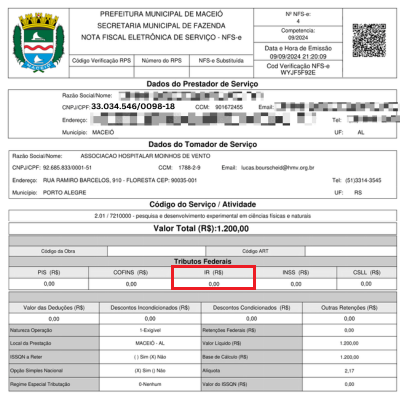 PREFEITURA MUNICIPAL DE MACEIÓ
SECRETARIA MUNICIPAL DE FAZENDA
NOTA FISCAL ELETRÔNICA DE SERVIÇO - NFS-e
Nº NFS-e:
4
Competencia:
09/2024
Data e Hora de Emissão
09/09/2024 21:20:09
Cod Verificação NFS-e
WYJF5F92E
Código Verificação RPS Número do RPS NFS-e Substituída
MACEIÓ
Dados do Prestador de Serviço
Razão Social/Nome:
CNPJ/CPF: 33.034.546/0098-18 CCM: 901672455 Email:
Endereço: Tel:
Município: MACEIÓ UF: AL
Dados do Tomador de Serviço
Razão Social/Nome: ASSOCIACAO HOSPITALAR MOINHOS DE VENTO
CNPJ/CPF: 92.685.833/0001-51 CCM: 1788-2-9 Email: lucas.bourscheid@hmv.org.br
Endereço: RUA RAMIRO BARCELOS, 910 - FLORESTA CEP: 90035-001 Tel: (51)3314-3545
Município: PORTO ALEGRE UF: RS
Código do Serviço / Atividade
2.01 / 7210000 - pesquisa e desenvolvimento experimental em ciências físicas e naturais
Valor Total (R$):1.200,00
Código da Obra Código ART
Tributos Federais
PIS (R$) COFINS (R$) IR (R$) INSS (R$) CSLL (R$)
0,00 0,00 0,00 0,00 0,00
Valor das Deduções (R$) Descontos Incondicionados (R$) Descontos Condicionados (R$) Outras Retenções (R$)
0,00 0,00 0,00 0,00
Natureza Operação 1-Exigível Retenções Federais (R$) 0,00
Local da Prestação MACEIO - AL Valor Líquido (R$) 1.200,00
ISSQN a Reter ( ) Sim (X) Não Base de Cálculo (R$) 1.200,00
Opção Simples Nacional (X) Sim ( ) Não Alíquota 2,17
Regime Especial Tributação 0-Nenhum Valor do ISSQN (R$) 0,00